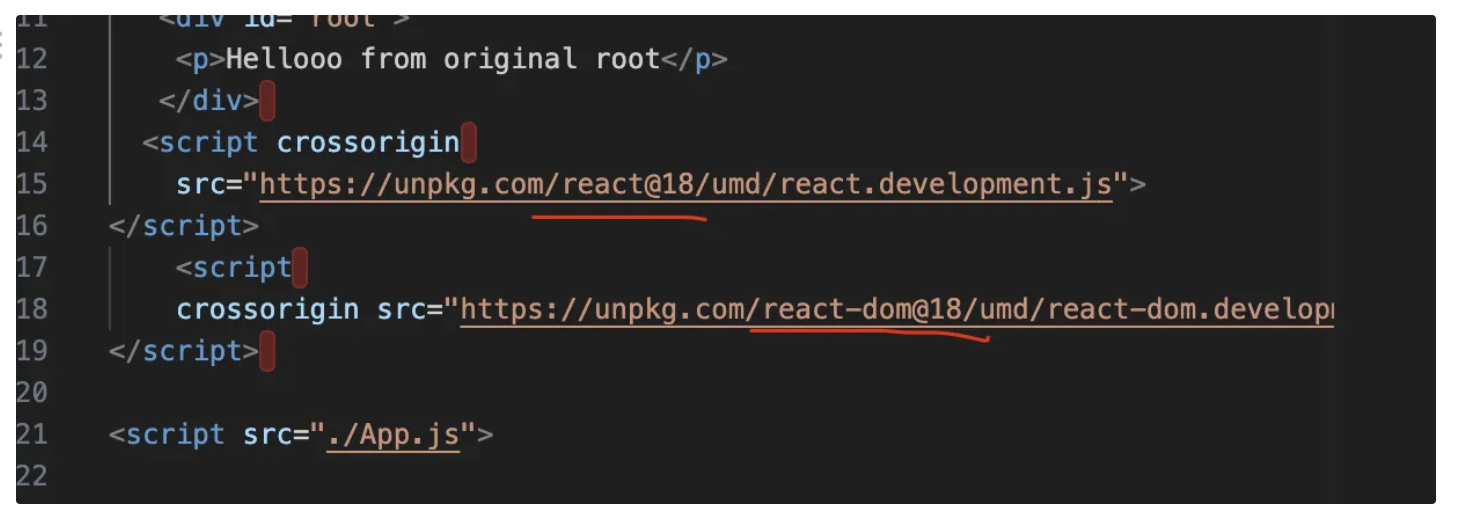 11 <div id="root">
12 <p>Hellooo from original root</p>
13 </div>
14 <script crossorigin
15 src="https://unpkg.com/react@18/umd/react.development.js">
16 </script>
17 <script
18 crossorigin src="https://unpkg.com/react-dom@18/umd/react-dom.develop
19 </script>
20
21 <script src="./App.js">
22